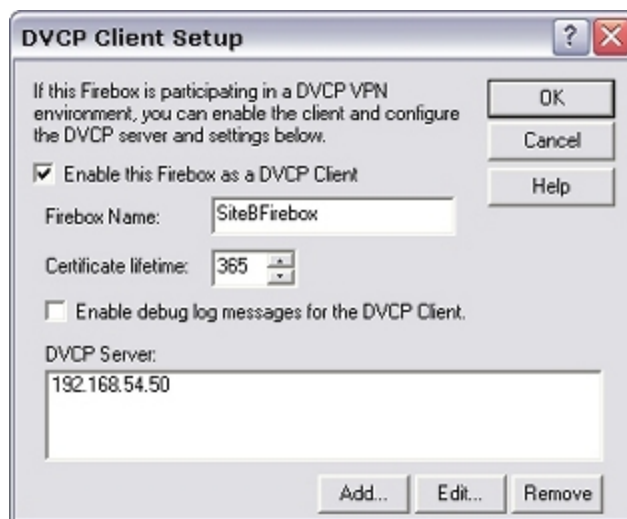 DVCP Client Setup
If this Firebox is participating in a DVCP VPN
environment, you can enable the client and configure
the DVCP server and settings below.
OK
Cancel
Help
Enable this Firebox as a DVCP Client
Firebox Name: SiteBFirebox
Certificate lifetime: 365
Enable debug log messages for the DVCP Client.
DVCP Server:
192.168.54.50
Add... Edit... Remove